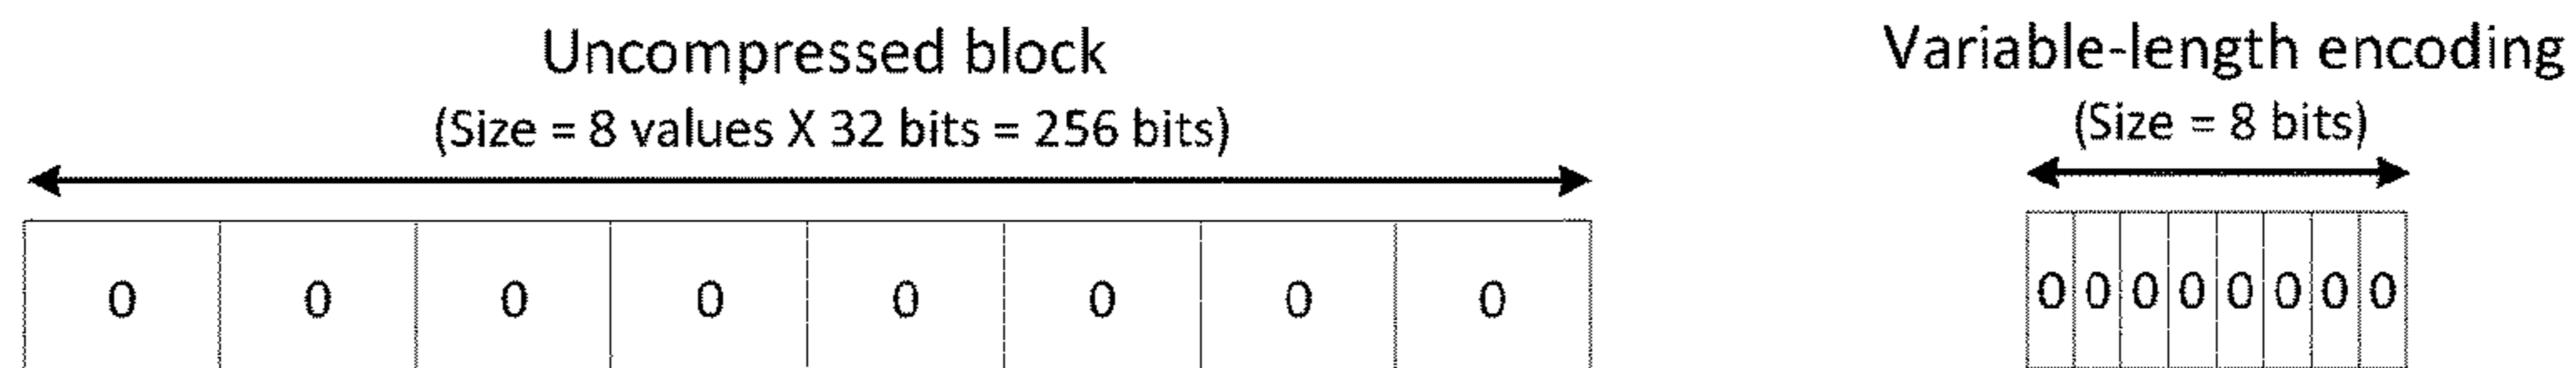 Uncompressed block
(Size = 8 values X 32 bits = 256 bits)
0 0 0 0 0 0 0 0
Variable-length encoding
(Size = 8 bits)
0 0 0 0 0 0 0 0